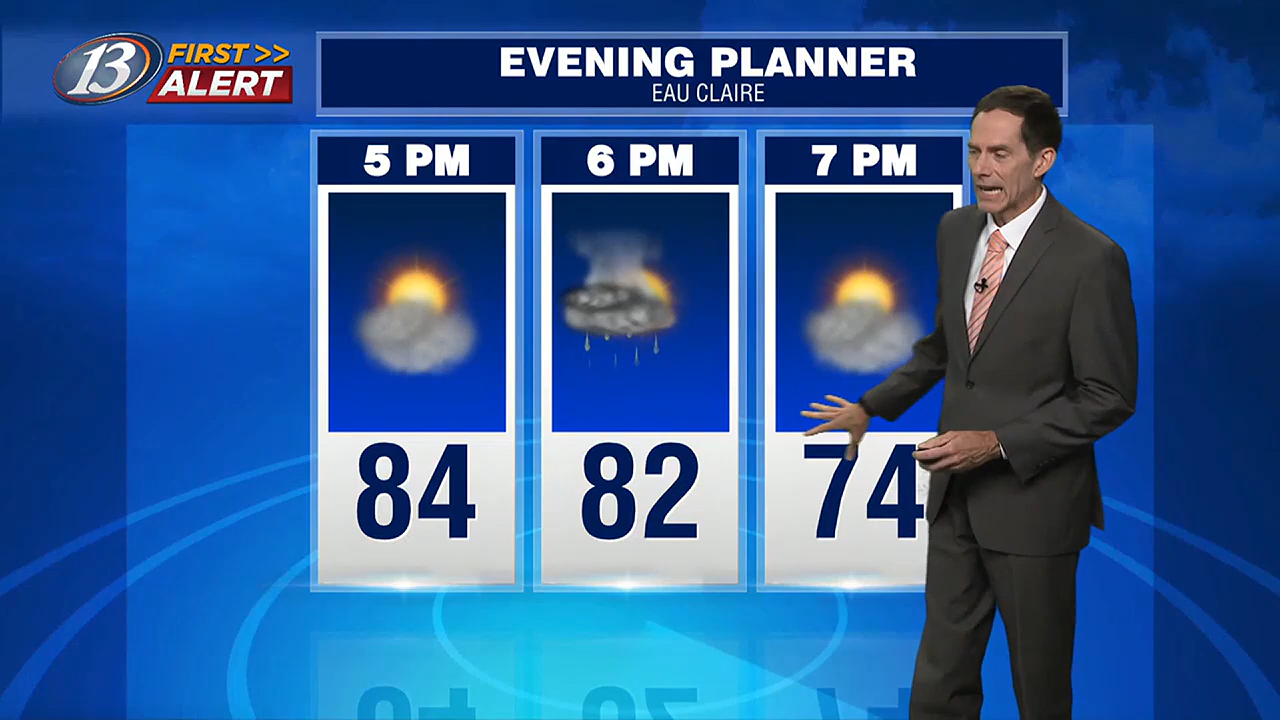 13 FIRST >>
ALERT
EVENING PLANNER
EAU CLAIRE
5 PM
6 PM
7 PM
84
82
74